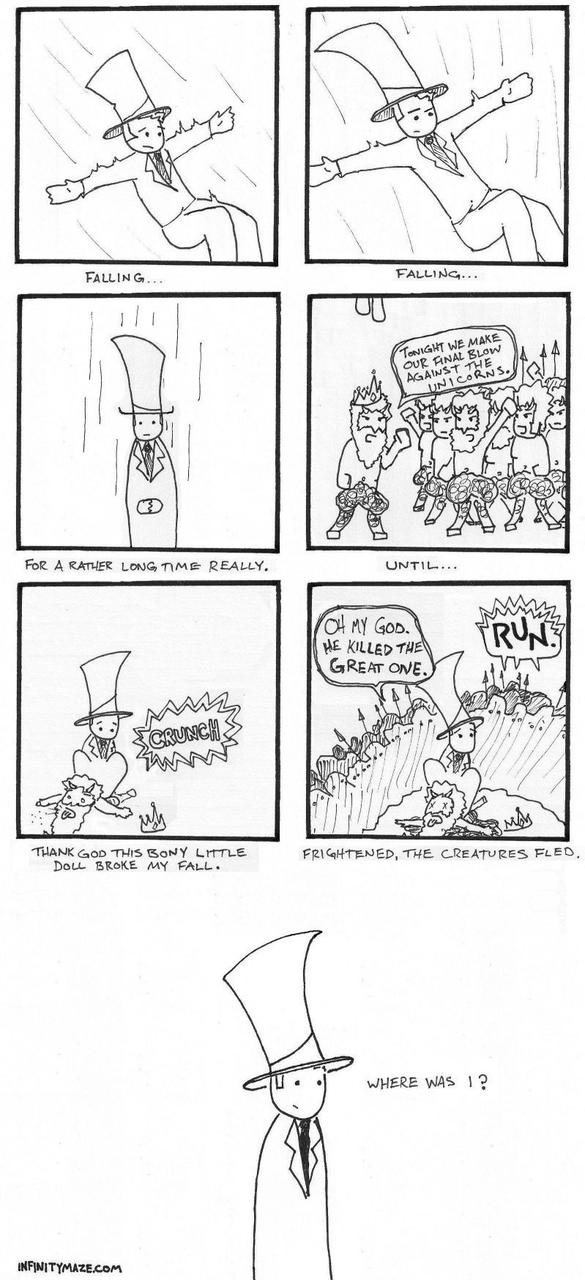 FALLING...
FALLING...
FOR A RATHER LONG TIME REALLY.
TONIGHT WE MAKE
OUR FINAL BLOW
AGAINST THE
UNICORNS.
UNTIL...
CRUNCH
THANK GOD THIS BONY LITTLE
DOLL BROKE MY FALL.
OH MY GOD.
HE KILLED THE
GREAT ONE.
RUN.
FRIGHTENED, THE CREATURES FLED.
WHERE WAS I?
INFINITYMAZE.COM